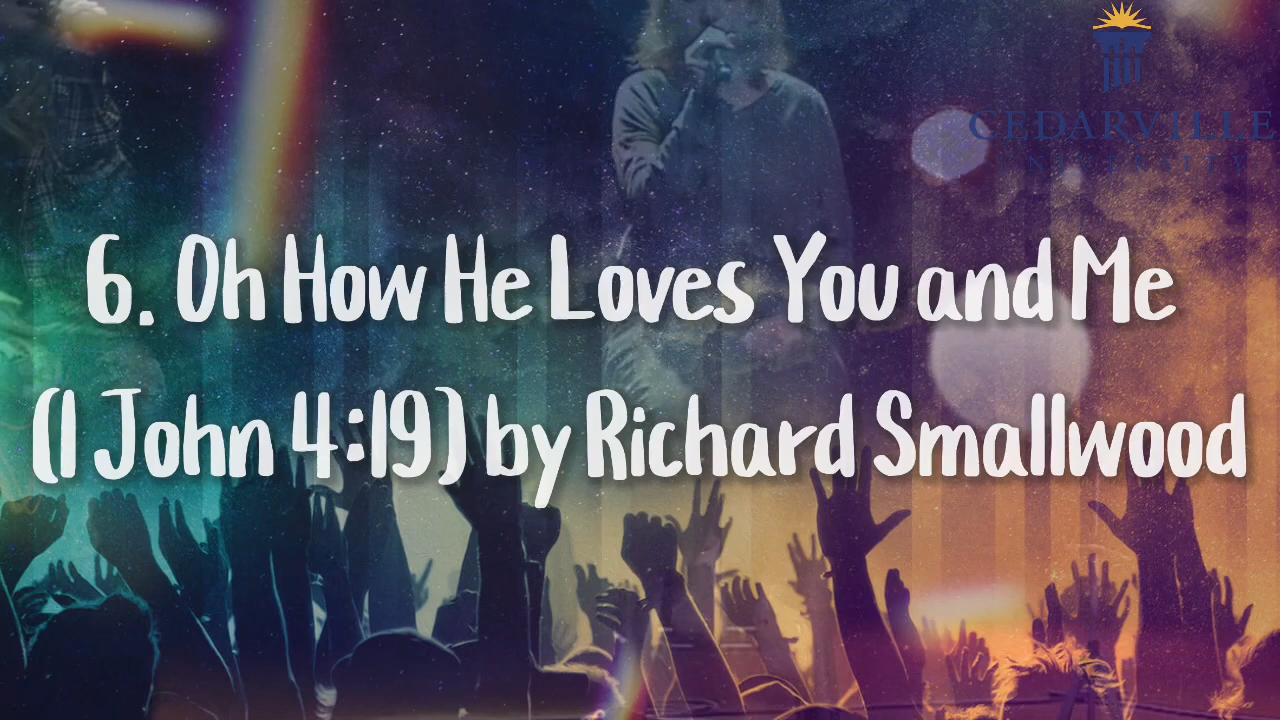 CEDARVILLE
UNIVERSITY
6. Oh How He Loves You and Me
(1 John 4:19) by Richard Smallwood